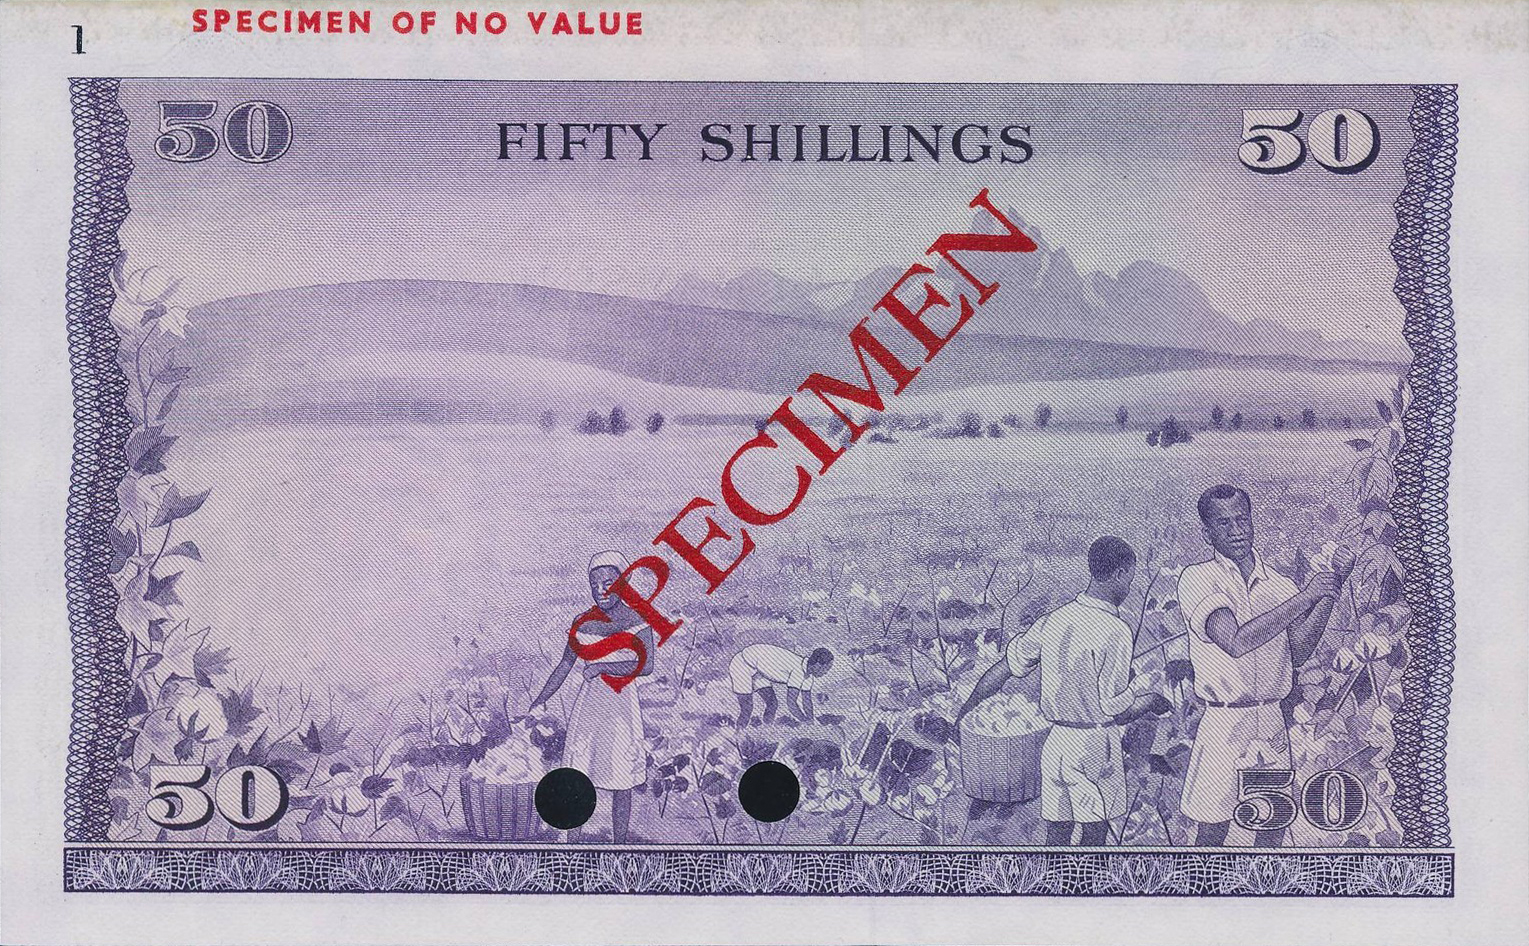 SPECIMEN OF NO VALUE
1
50 FIFTY SHILLINGS 50
SPECIMEN
50 50